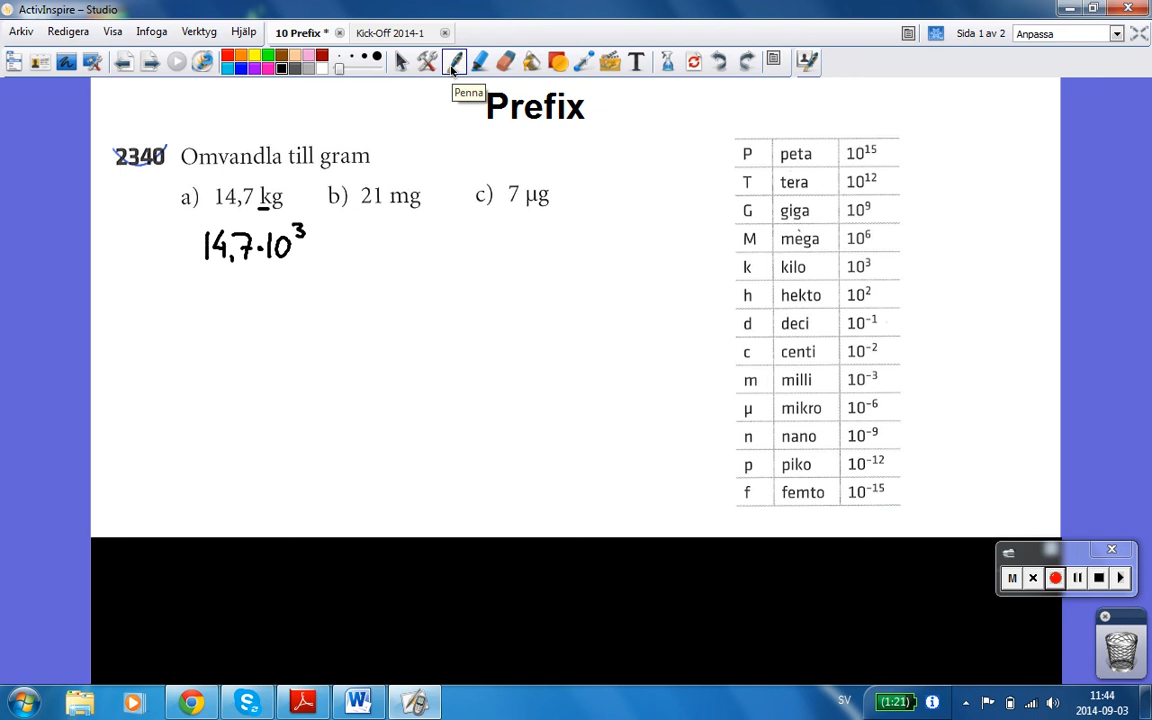 ActivInspire – Studio
Arkiv Redigera Visa Infoga Verktyg Hjälp 10 Prefix * Kick-Off 2014-1 Sida 1 av 2 Anpassa
T
Penna
Prefix
2340 Omvandla till gram
a) 14,7 kg b) 21 mg c) 7 µg
14,7·10³
P peta 10¹⁵
T tera 10¹²
G giga 10⁹
M mega 10⁶
k kilo 10³
h hekto 10²
d deci 10⁻¹
c centi 10⁻²
m milli 10⁻³
µ mikro 10⁻⁶
n nano 10⁻⁹
p piko 10⁻¹²
f femto 10⁻¹⁵
M
SV (1:21) 11:44
2014-09-03